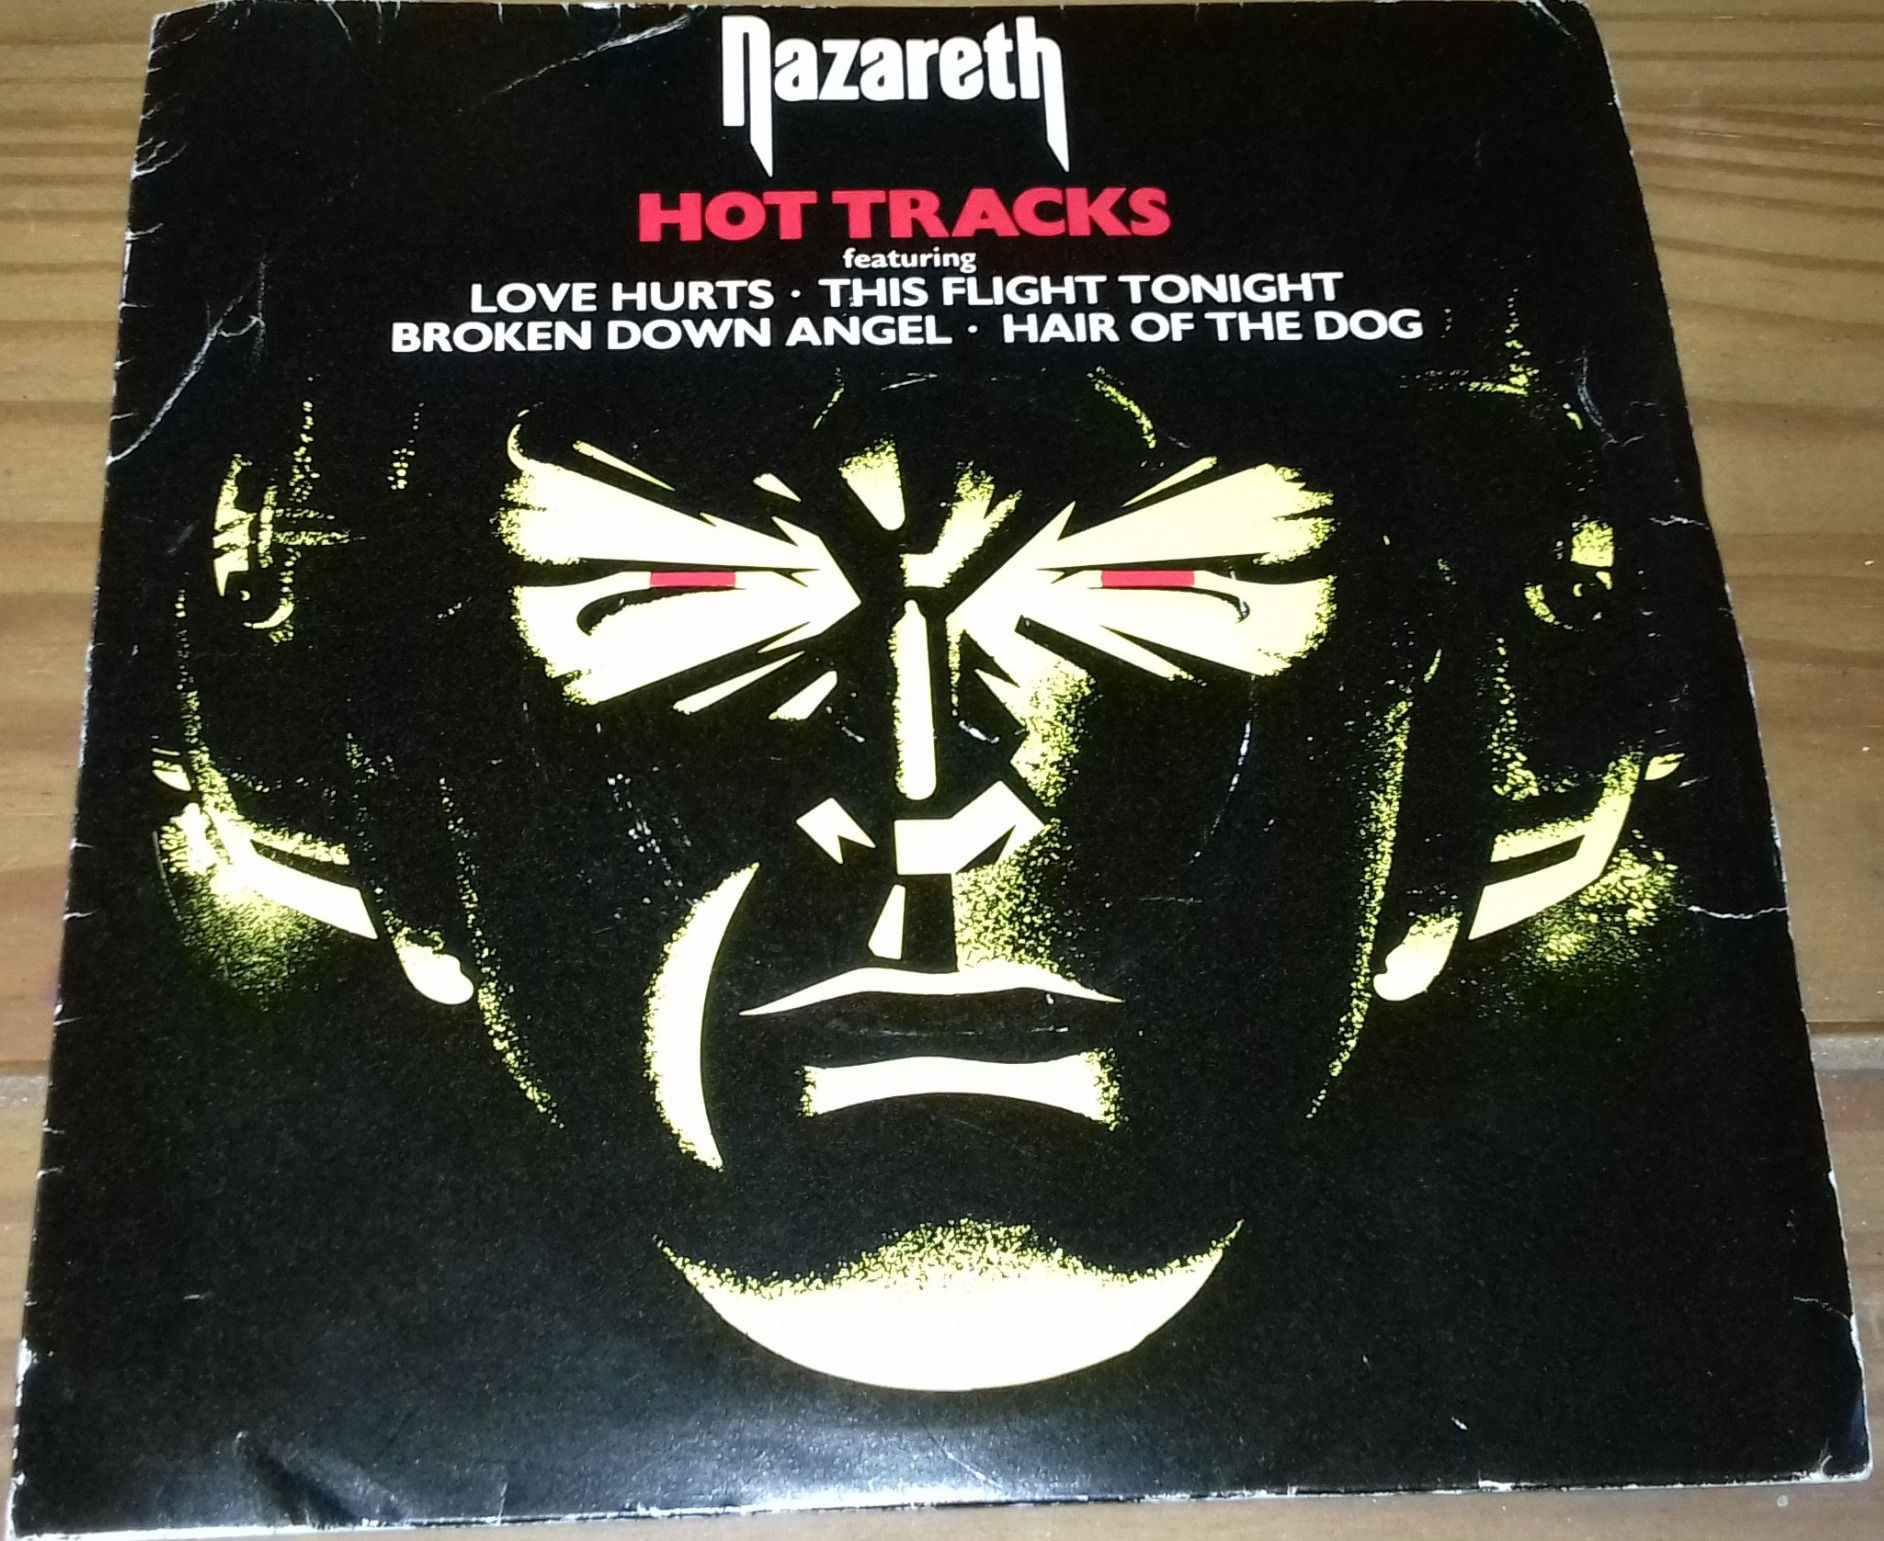 Nazareth
HOT TRACKS
featuring
LOVE HURTS · THIS FLIGHT TONIGHT
BROKEN DOWN ANGEL · HAIR OF THE DOG